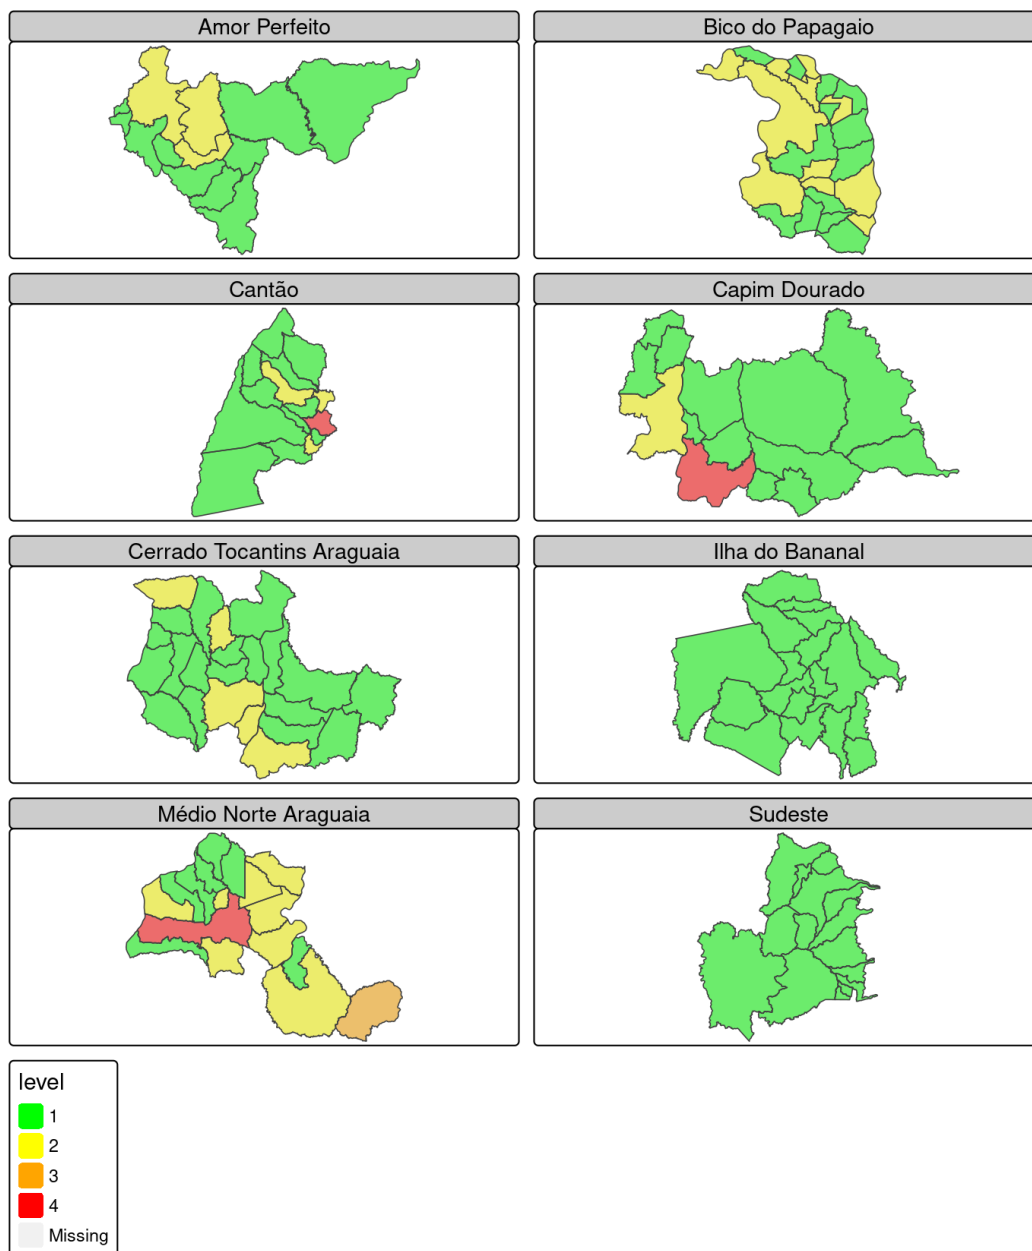 Amor Perfeito
Bico do Papagaio
Cantão
Capim Dourado
Cerrado Tocantins Araguaia
Ilha do Bananal
Médio Norte Araguaia
Sudeste
level
1
2
3
4
Missing